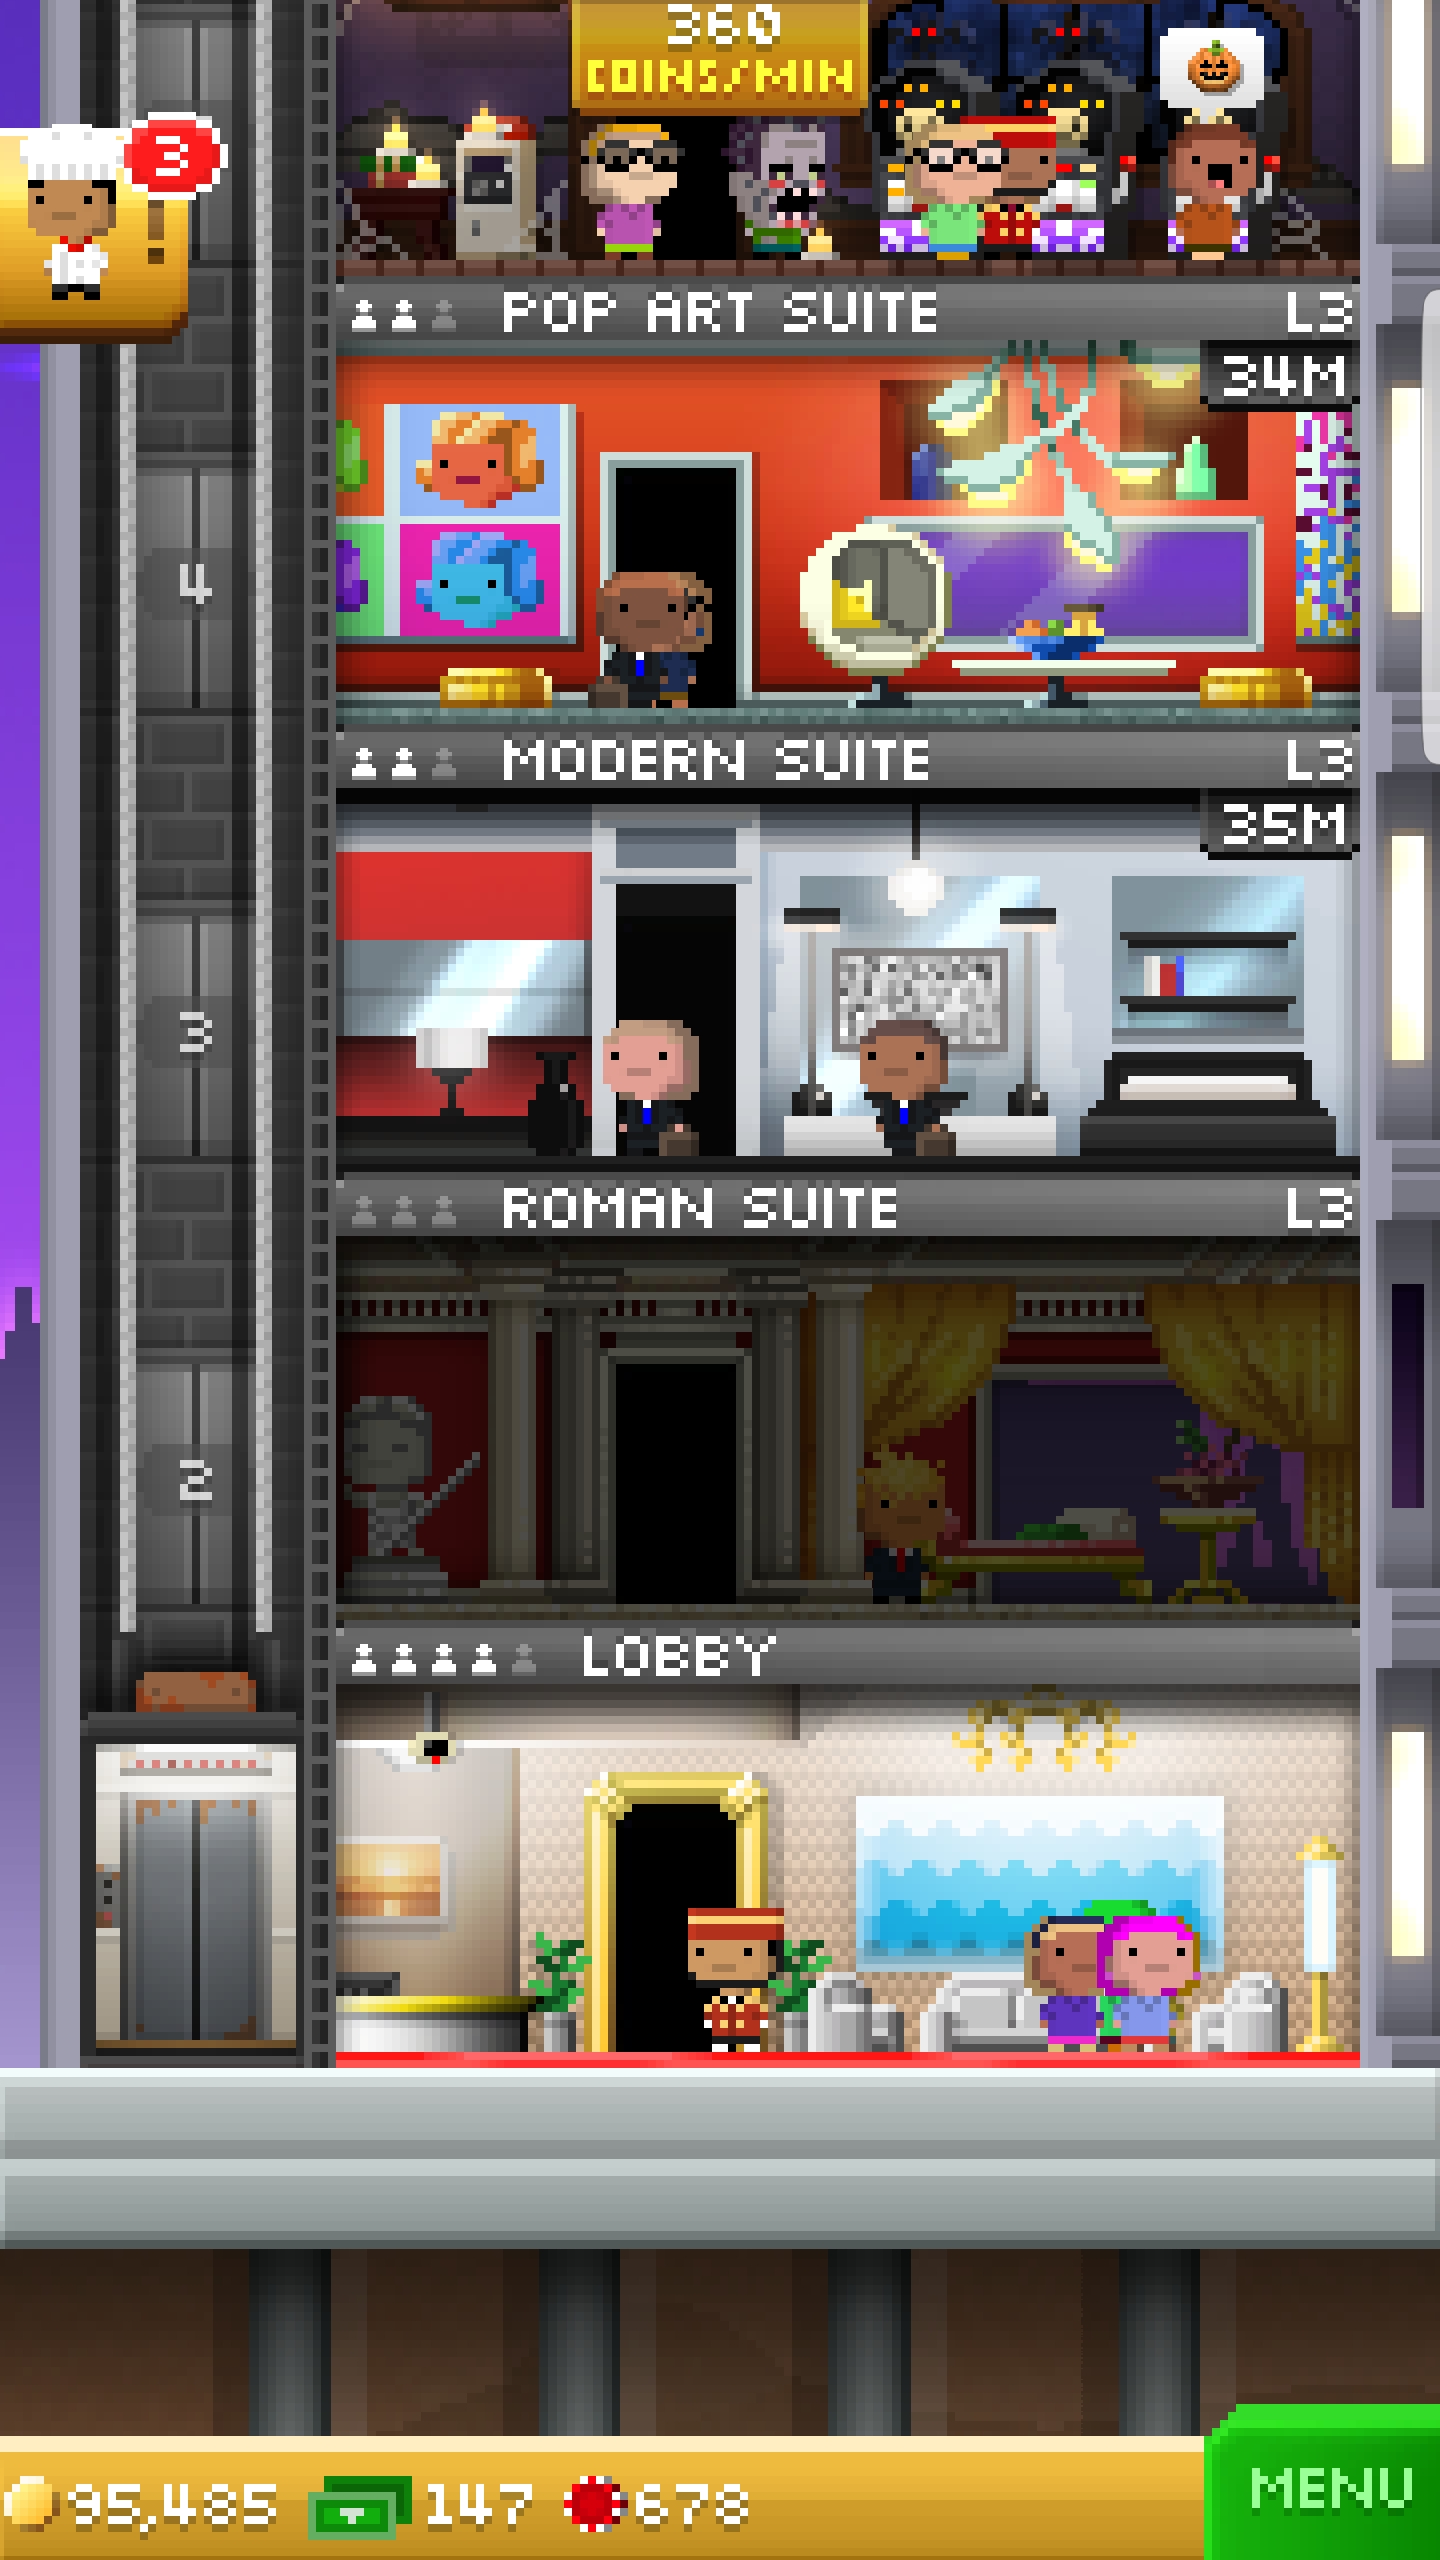 360
COINS/MIN
3
POP ART SUITE L3
34M
4
MODERN SUITE L3
35M
3
ROMAN SUITE L3
2
LOBBY
95,485 147 678
MENU